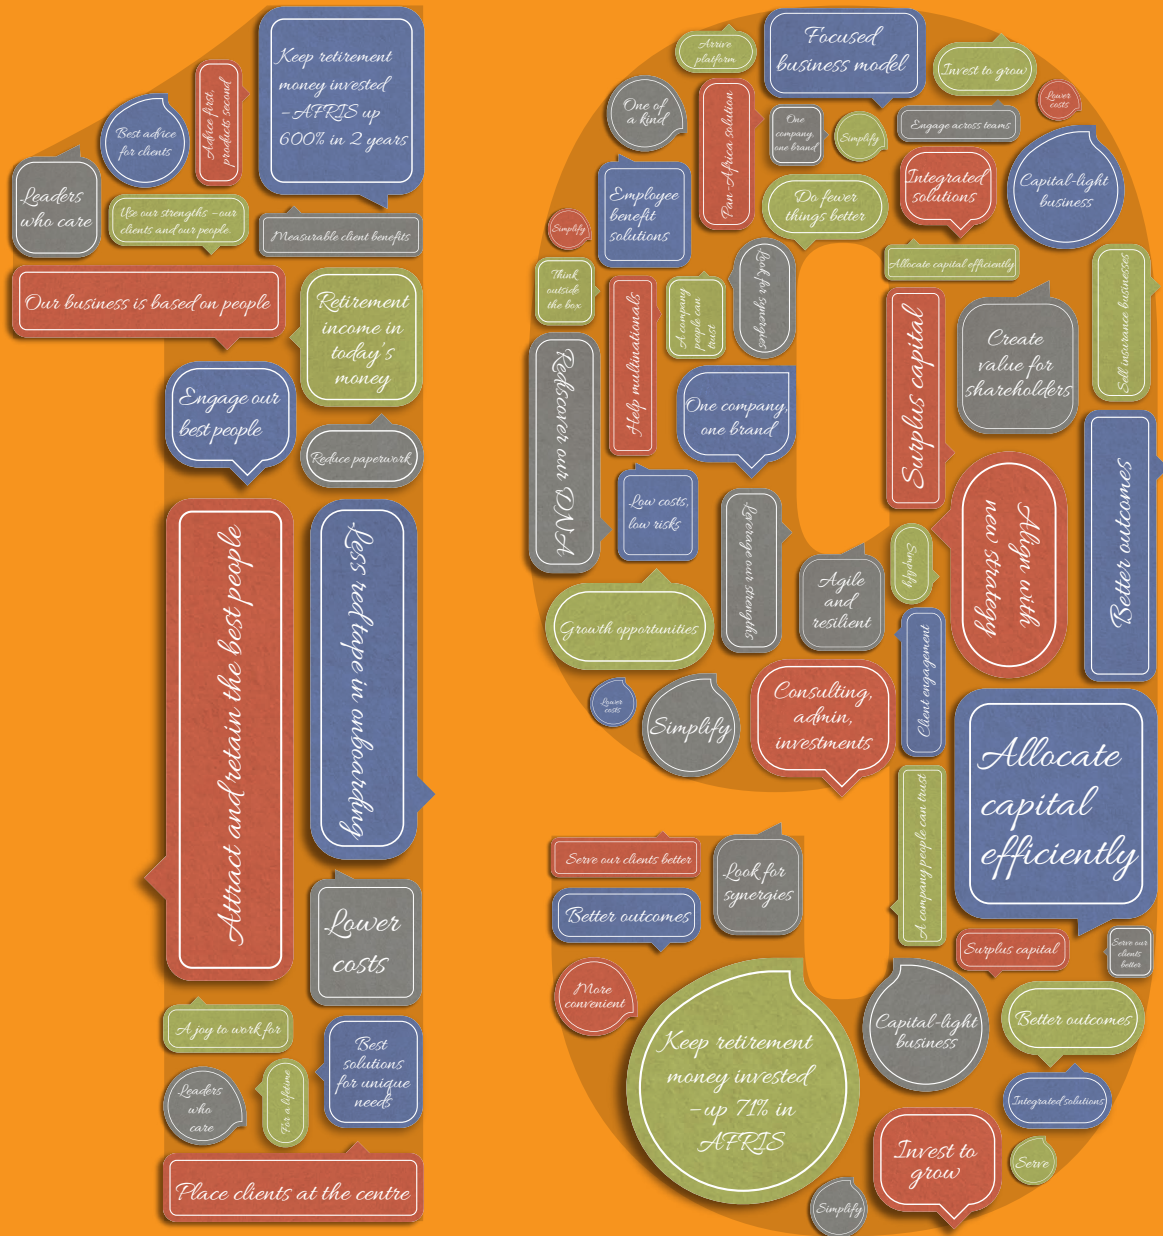 Keep retirement
money invested
– AFRIS up
600% in 2 years
Advice first,
products second
Best advice
for clients
Leaders
who care
Use our strengths – our
clients and our people
Measurable client benefits
Our business is based on people
Retirement
income in
today's
money
Engage our
best people
Reduce paperwork
Attract and retain the best people
Less red tape in onboarding
Lower
costs
A joy to work for
Best
solutions
for unique
needs
Leaders
who
care
For a lifetime
Place clients at the centre
Arrive
platform
Focused
business model
Invest to grow
Lower
costs
One of
a kind
Pan-Africa solution
One
company,
one brand
Simplify
Engage across teams
Integrated
solutions
Capital-light
business
Employee
benefit
solutions
Do fewer
things better
Simplify
Think
outside
the box
Help multinationals
A company
people can
trust
Look for synergies
Allocate capital efficiently
Sell insurance businesses
Surplus capital
Create
value for
shareholders
Rediscover our DNA
One company,
one brand
Better outcomes
Low costs,
low risks
Leverage our strengths
Align with
new strategy
Simplify
Agile
and
resilient
Growth opportunities
Client engagement
Lower
costs
Simplify
Consulting,
admin,
investments
Allocate
capital
efficiently
A company people can trust
Serve our clients better
Look for
synergies
Better outcomes
Surplus capital
Serve our
clients
better
More
convenient
Keep retirement
money invested
– up 71% in
AFRIS
Capital-light
business
Better outcomes
Integrated solutions
Invest to
grow
Serve
Simplify